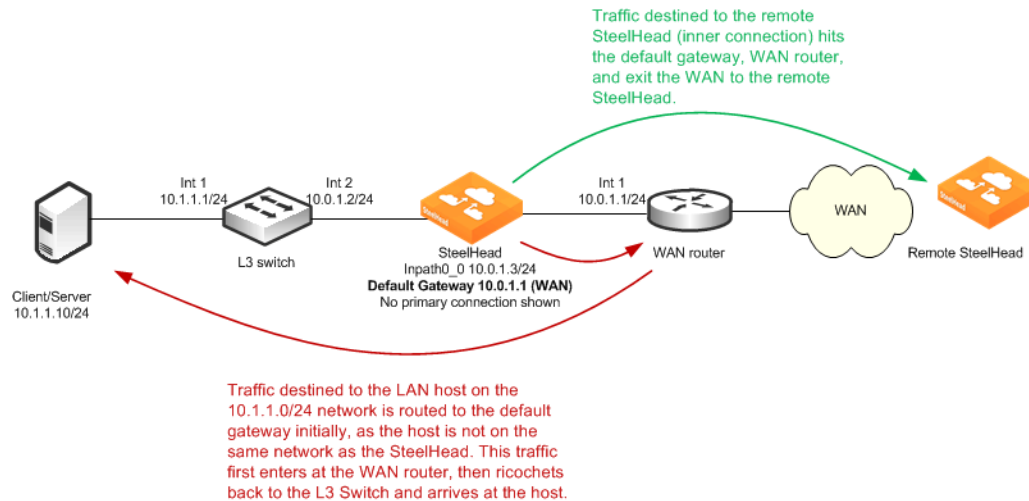 Traffic destined to the remote
SteelHead (inner connection) hits
the default gateway, WAN router,
and exit the WAN to the remote
SteelHead.
Int 1
10.1.1.1/24
Int 2
10.0.1.2/24
Int 1
10.0.1.1/24
WAN
L3 switch
SteelHead
Inpath0_0 10.0.1.3/24
Default Gateway 10.0.1.1 (WAN)
No primary connection shown
WAN router
Remote SteelHead
Client/Server
10.1.1.10/24
Traffic destined to the LAN host on the
10.1.1.0/24 network is routed to the default
gateway initially, as the host is not on the
same network as the SteelHead. This traffic
first enters at the WAN router, then ricochets
back to the L3 Switch and arrives at the host.